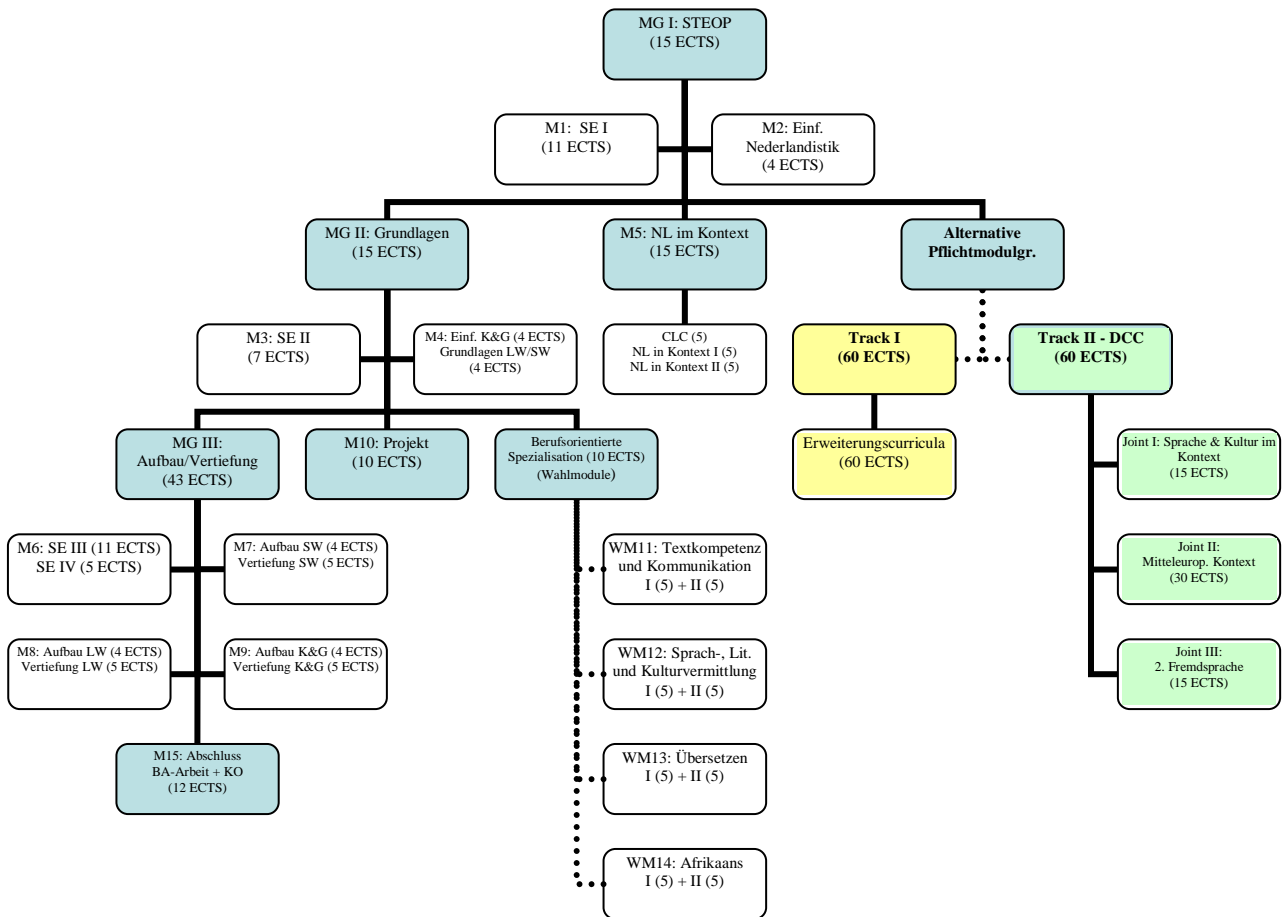 MG I: STEOP
(15 ECTS)
M1: SE I
(11 ECTS)
M2: Einf.
Nederlandistik
(4 ECTS)
MG II: Grundlagen
(15 ECTS)
M5: NL im Kontext
(15 ECTS)
Alternative
Pflichtmodulgr.
M3: SE II
(7 ECTS)
M4: Einf. K&G (4 ECTS)
Grundlagen LW/SW
(4 ECTS)
CLC (5)
NL in Kontext I (5)
NL in Kontext II (5)
Track I
(60 ECTS)
Track II - DCC
(60 ECTS)
MG III:
Aufbau/Vertiefung
(43 ECTS)
M10: Projekt
(10 ECTS)
Berufsorientierte
Spezialisation (10 ECTS)
(Wahlmodule)
Erweiterungscurricula
(60 ECTS)
Joint I: Sprache & Kultur im
Kontext
(15 ECTS)
M6: SE III (11 ECTS)
SE IV (5 ECTS)
M7: Aufbau SW (4 ECTS)
Vertiefung SW (5 ECTS)
WM11: Textkompetenz
und Kommunikation
I (5) + II (5)
Joint II:
Mitteleurop. Kontext
(30 ECTS)
M8: Aufbau LW (4 ECTS)
Vertiefung LW (5 ECTS)
M9: Aufbau K&G (4 ECTS)
Vertiefung K&G (5 ECTS)
WM12: Sprach-, Lit.
und Kulturvermittlung
I (5) + II (5)
Joint III:
2. Fremdsprache
(15 ECTS)
M15: Abschluss
BA-Arbeit + KO
(12 ECTS)
WM13: Übersetzen
I (5) + II (5)
WM14: Afrikaans
I (5) + II (5)